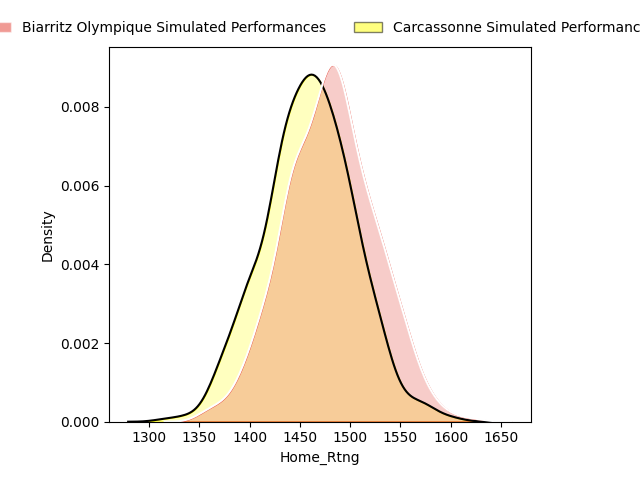 Biarritz Olympique Simulated Performances
Carcassonne Simulated Performanc
0.008
0.006
0.004
0.002
0.000
Density
1300 1350 1400 1450 1500 1550 1600 1650
Home_Rtng